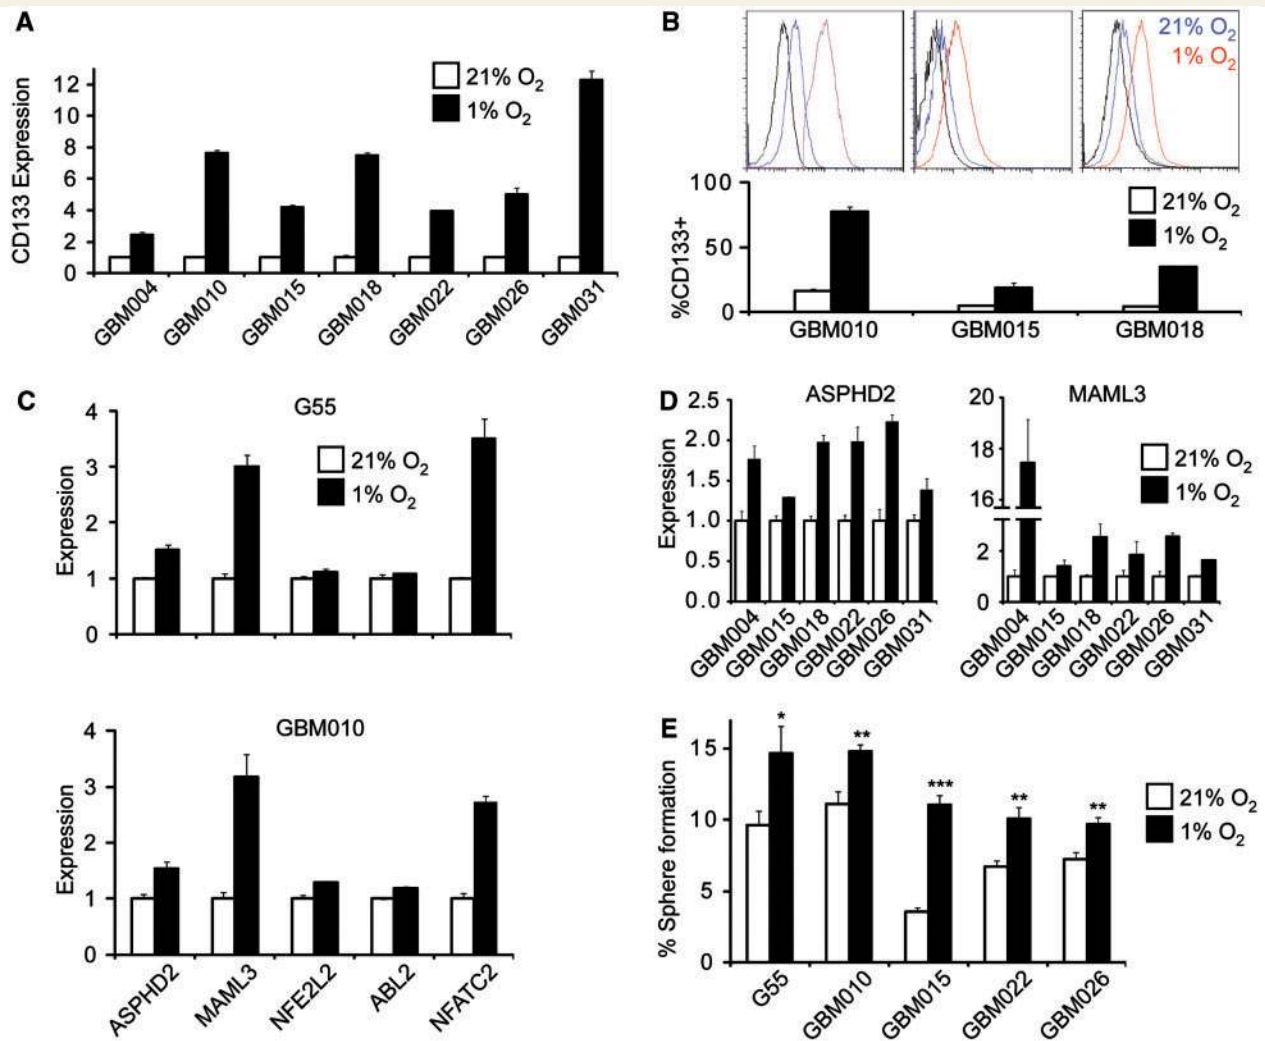 A
CD133 Expression
12
10
8
6
4
2
0
21% O2
1% O2
GBM004
GBM010
GBM015
GBM018
GBM022
GBM026
GBM031
B
21% O2
1% O2
%CD133+
100
50
0
21% O2
1% O2
GBM010
GBM015
GBM018
C
G55
Expression
4
3
2
1
0
21% O2
1% O2
GBM010
Expression
4
3
2
1
0
ASPHD2
MAML3
NFE2L2
ABL2
NFATC2
D
ASPHD2
Expression
2.5
2.0
1.5
1.0
0.5
0.0
GBM004
GBM015
GBM018
GBM022
GBM026
GBM031
MAML3
20
18
16
2
0
21% O2
1% O2
GBM004
GBM015
GBM018
GBM022
GBM026
GBM031
E
% Sphere formation
15
10
5
0
*
**
***
**
**
21% O2
1% O2
G55
GBM010
GBM015
GBM022
GBM026